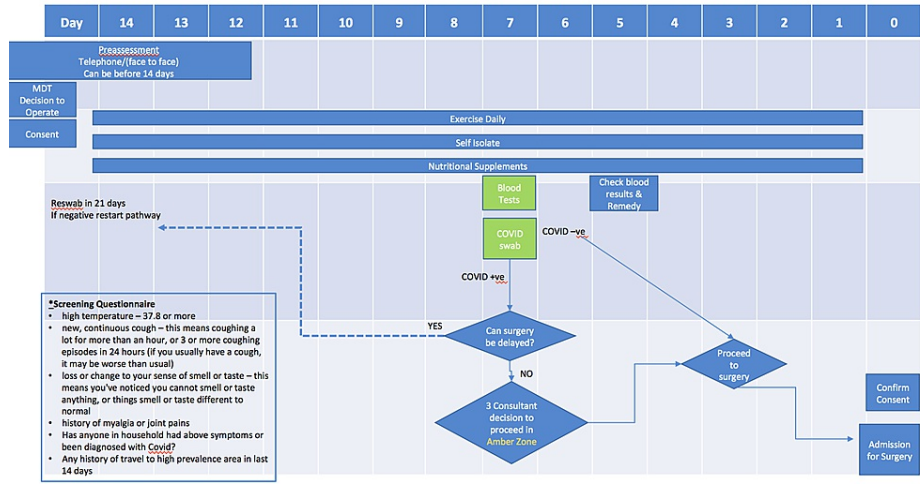 Day 14 13 12 11 10 9 8 7 6 5 4 3 2 1 0
Preassessment
Telephone/(face to face)
Can be before 14 days
MDT
Decision to
Operate
Consent
Exercise Daily
Self Isolate
Nutritional Supplements
Blood
Tests
Check blood
results &
Remedy
Reswab in 21 days
If negative restart pathway
COVID
swab
COVID –ve
COVID +ve
YES
Can surgery
be delayed?
NO
3 Consultant
decision to
proceed in
Amber Zone
Proceed
to
surgery
Confirm
Consent
Admission
for Surgery
*Screening Questionnaire
• high temperature – 37.8 or more
• new, continuous cough – this means coughing a
lot for more than an hour, or 3 or more coughing
episodes in 24 hours (if you usually have a cough,
it may be worse than usual)
• loss or change to your sense of smell or taste – this
means you've noticed you cannot smell or taste
anything, or things smell or taste different to
normal
• history of myalgia or joint pains
• Has anyone in household had above symptoms or
been diagnosed with Covid?
• Any history of travel to high prevalence area in last
14 days